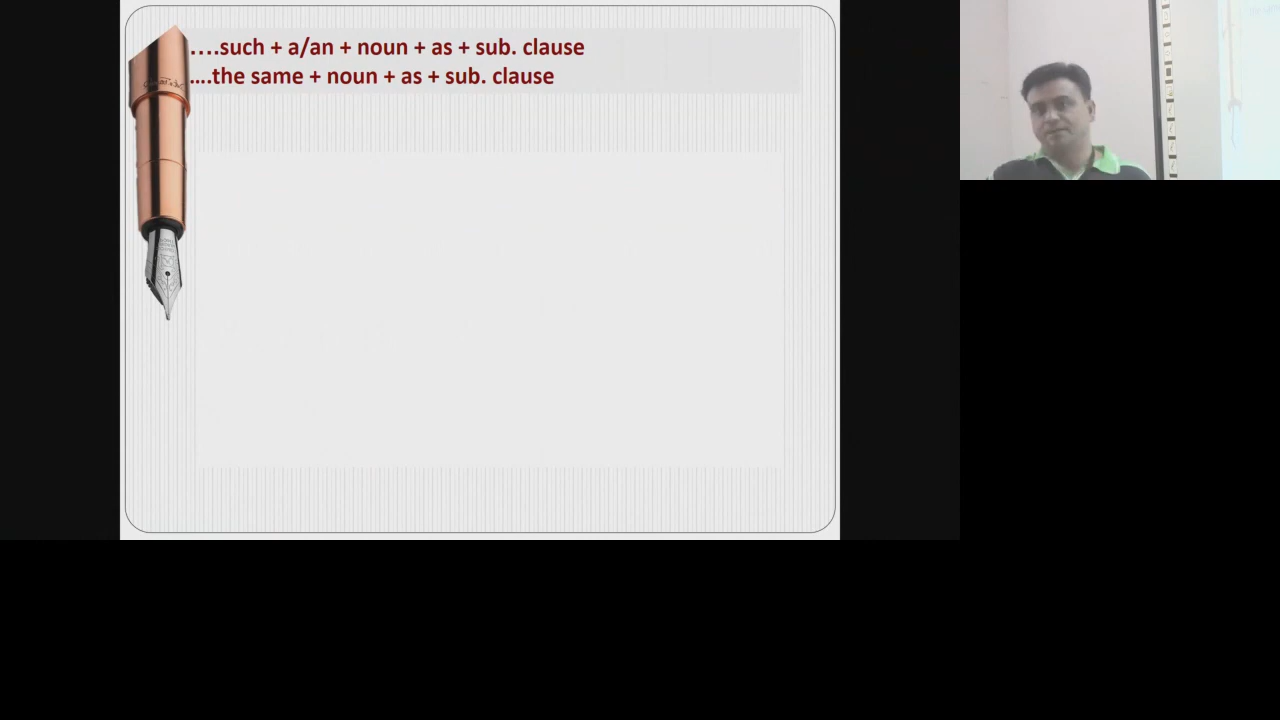 ....such + a/an + noun + as + sub. clause
....the same + noun + as + sub. clause